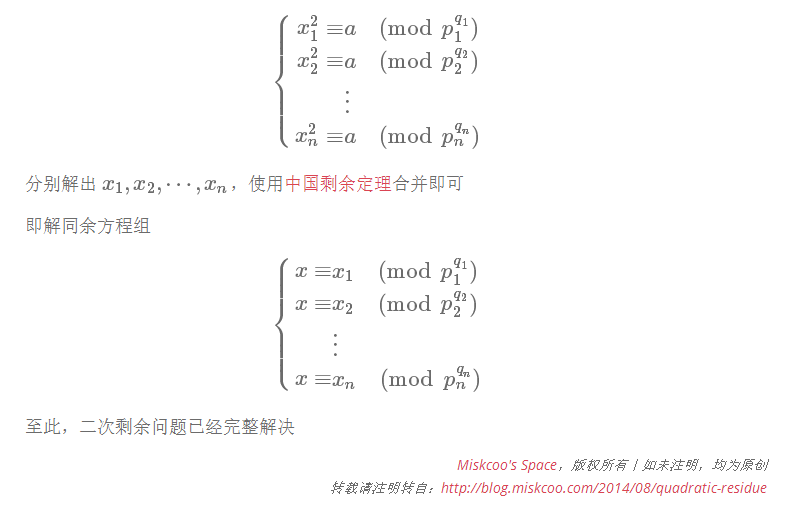 x₁² ≡ a (mod p₁^{q₁})
x₂² ≡ a (mod p₂^{q₂})
⋮
xₙ² ≡ a (mod pₙ^{qₙ})
分别解出 x₁, x₂, ⋯, xₙ，使用中国剩余定理合并即可
即解同余方程组
x ≡ x₁ (mod p₁^{q₁})
x ≡ x₂ (mod p₂^{q₂})
⋮
x ≡ xₙ (mod pₙ^{qₙ})
至此，二次剩余问题已经完整解决
Miskcoo's Space，版权所有丨如未注明，均为原创
转载请注明转自：http://blog.miskcoo.com/2014/08/quadratic-residue